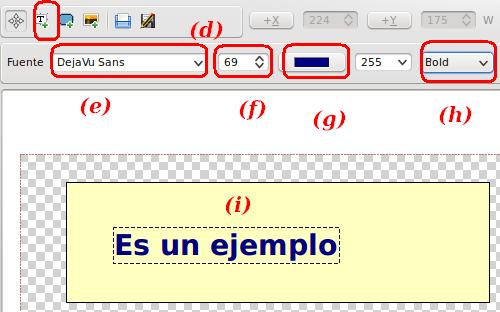 T
(d)
+X 224 +Y 175 W
Fuente DejaVu Sans 69 255 Bold
(e) (f) (g) (h)
(i)
Es un ejemplo